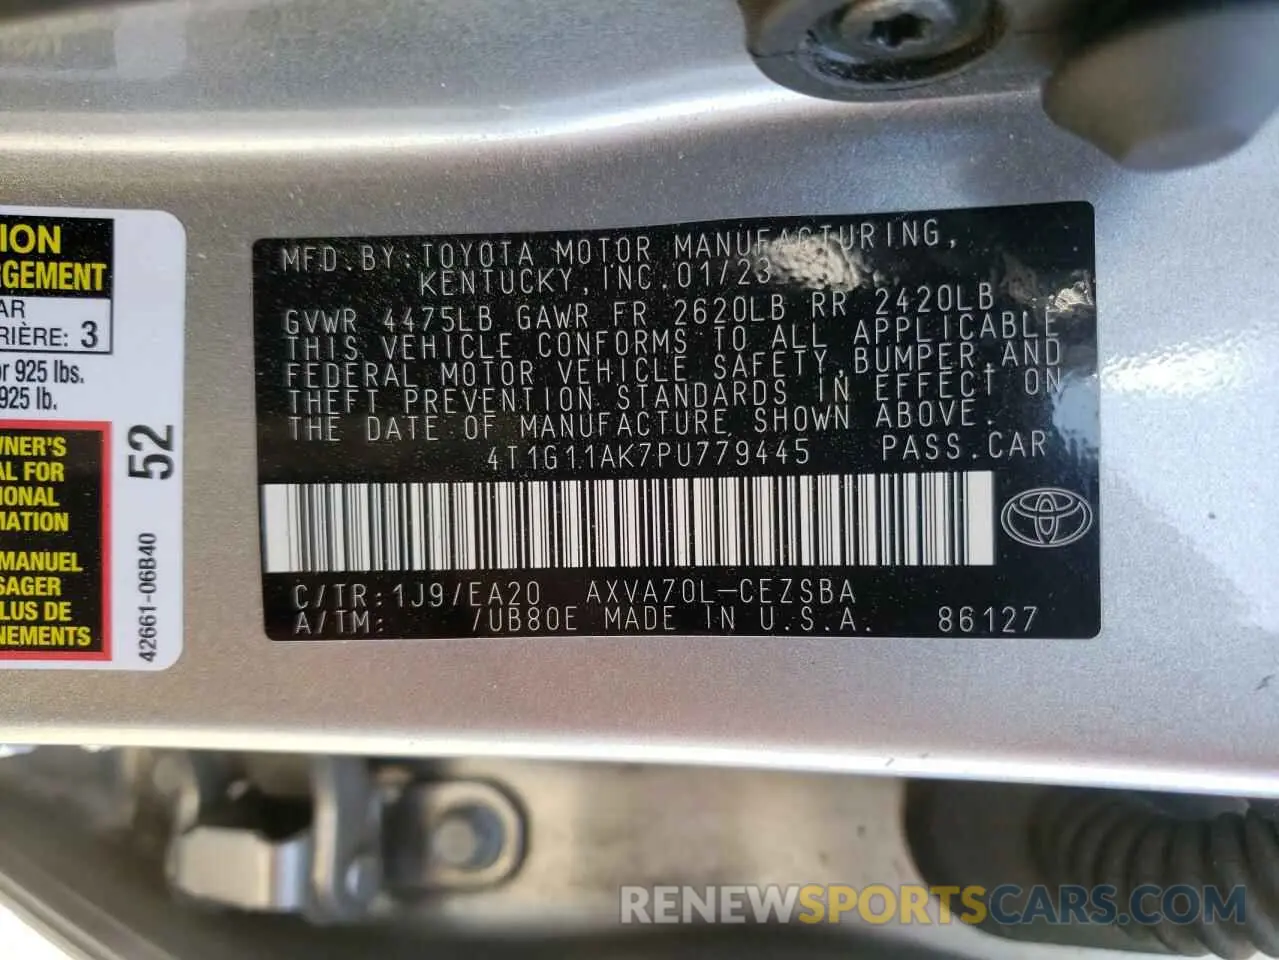 ION
RGEMENT
AR
RIÈRE: 3
or 925 lbs.
925 lb.
WNER'S
AL FOR
IONAL
MATION
MANUEL
SAGER
PLUS DE
NEMENTS
52
42661-06B40
MFD.BY:TOYOTA MOTOR MANUFACTURING,
KENTUCKY,INC.01/23
GVWR 4475LB GAWR FR 2620LB RR 2420LB
THIS VEHICLE CONFORMS TO ALL APPLICABLE
FEDERAL MOTOR VEHICLE SAFETY,BUMPER,AND
THEFT PREVENTION STANDARDS IN EFFECT ON
THE DATE OF MANUFACTURE SHOWN ABOVE.
4T1G11AK7PU779445 PASS.CAR
C/TR:1J9/EA20 AXVA70L-CEZSBA
A/TM: /UB80E MADE IN U.S.A. 86127
RENEWSPORTSCARS.COM